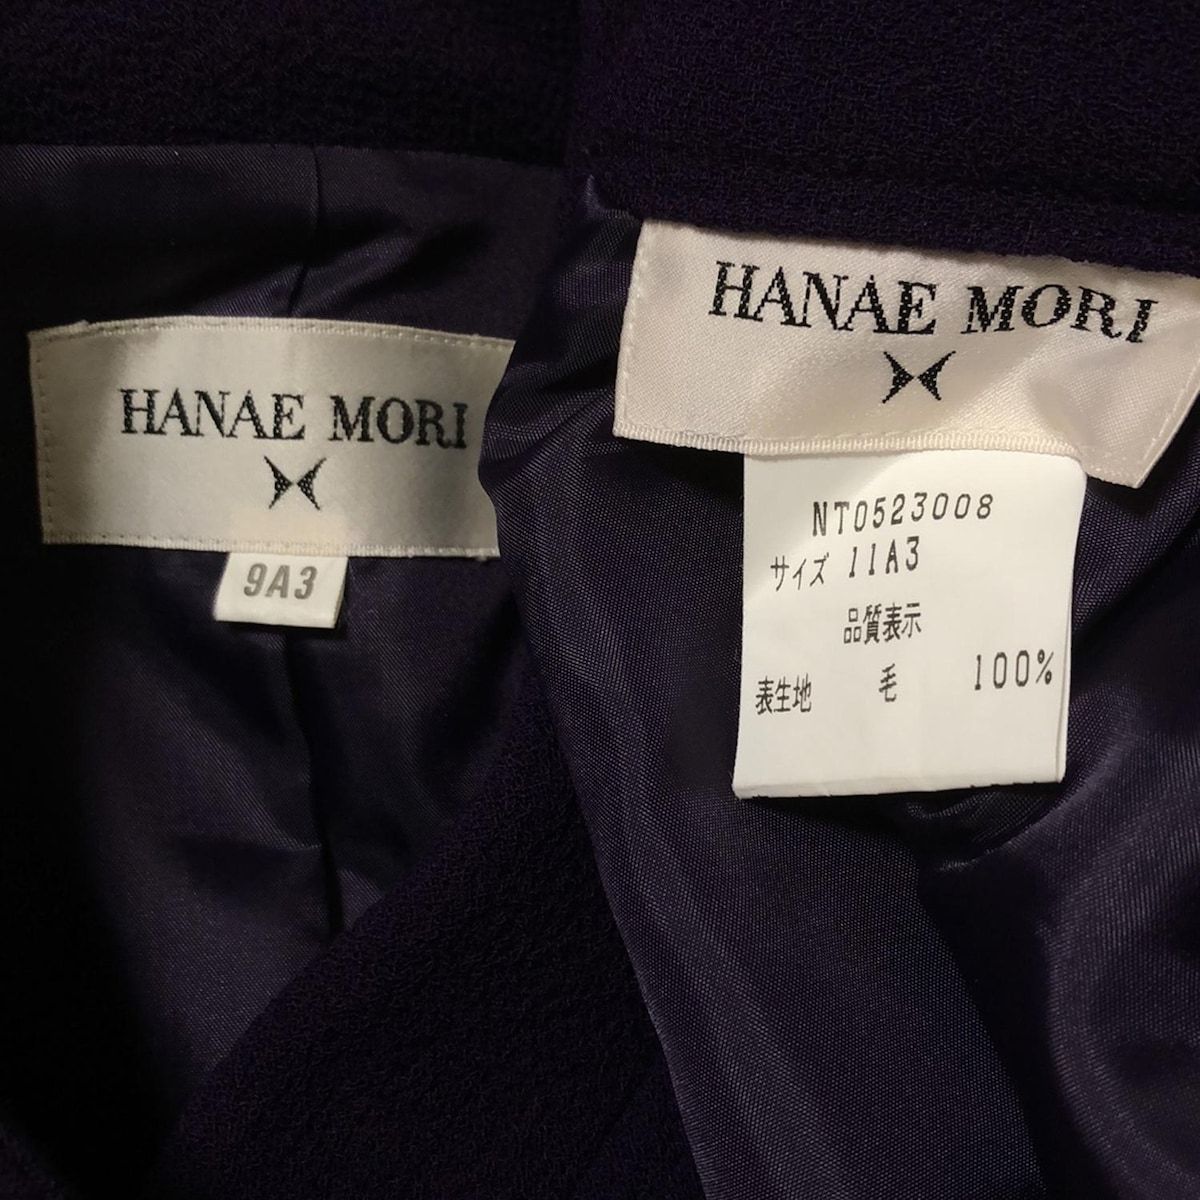 HANAE MORI
9A3
HANAE MORI
NT0523008
サイズ 11A3
品質表示
表生地 毛 100%